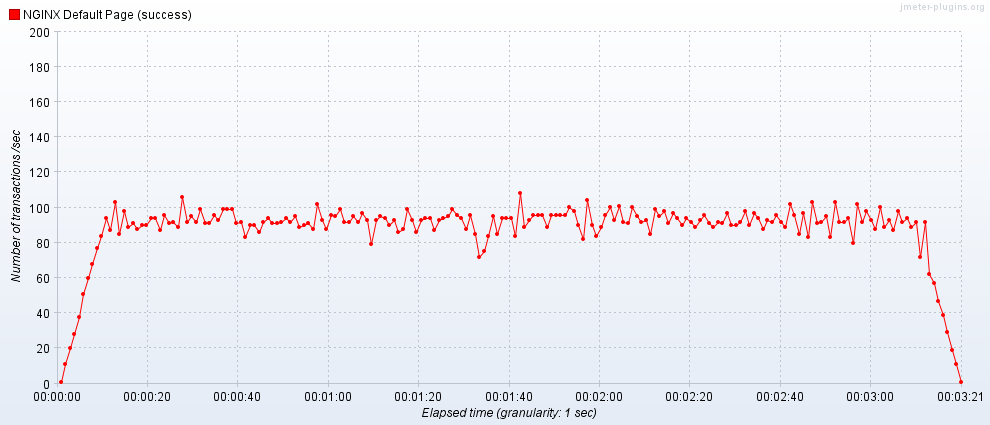 NGINX Default Page (success)
jmeter-plugins.org
200
180
160
140
120
100
80
60
40
20
0
Number of transactions /sec
00:00:00 00:00:20 00:00:40 00:01:00 00:01:20 00:01:40 00:02:00 00:02:20 00:02:40 00:03:00 00:03:21
Elapsed time (granularity: 1 sec)